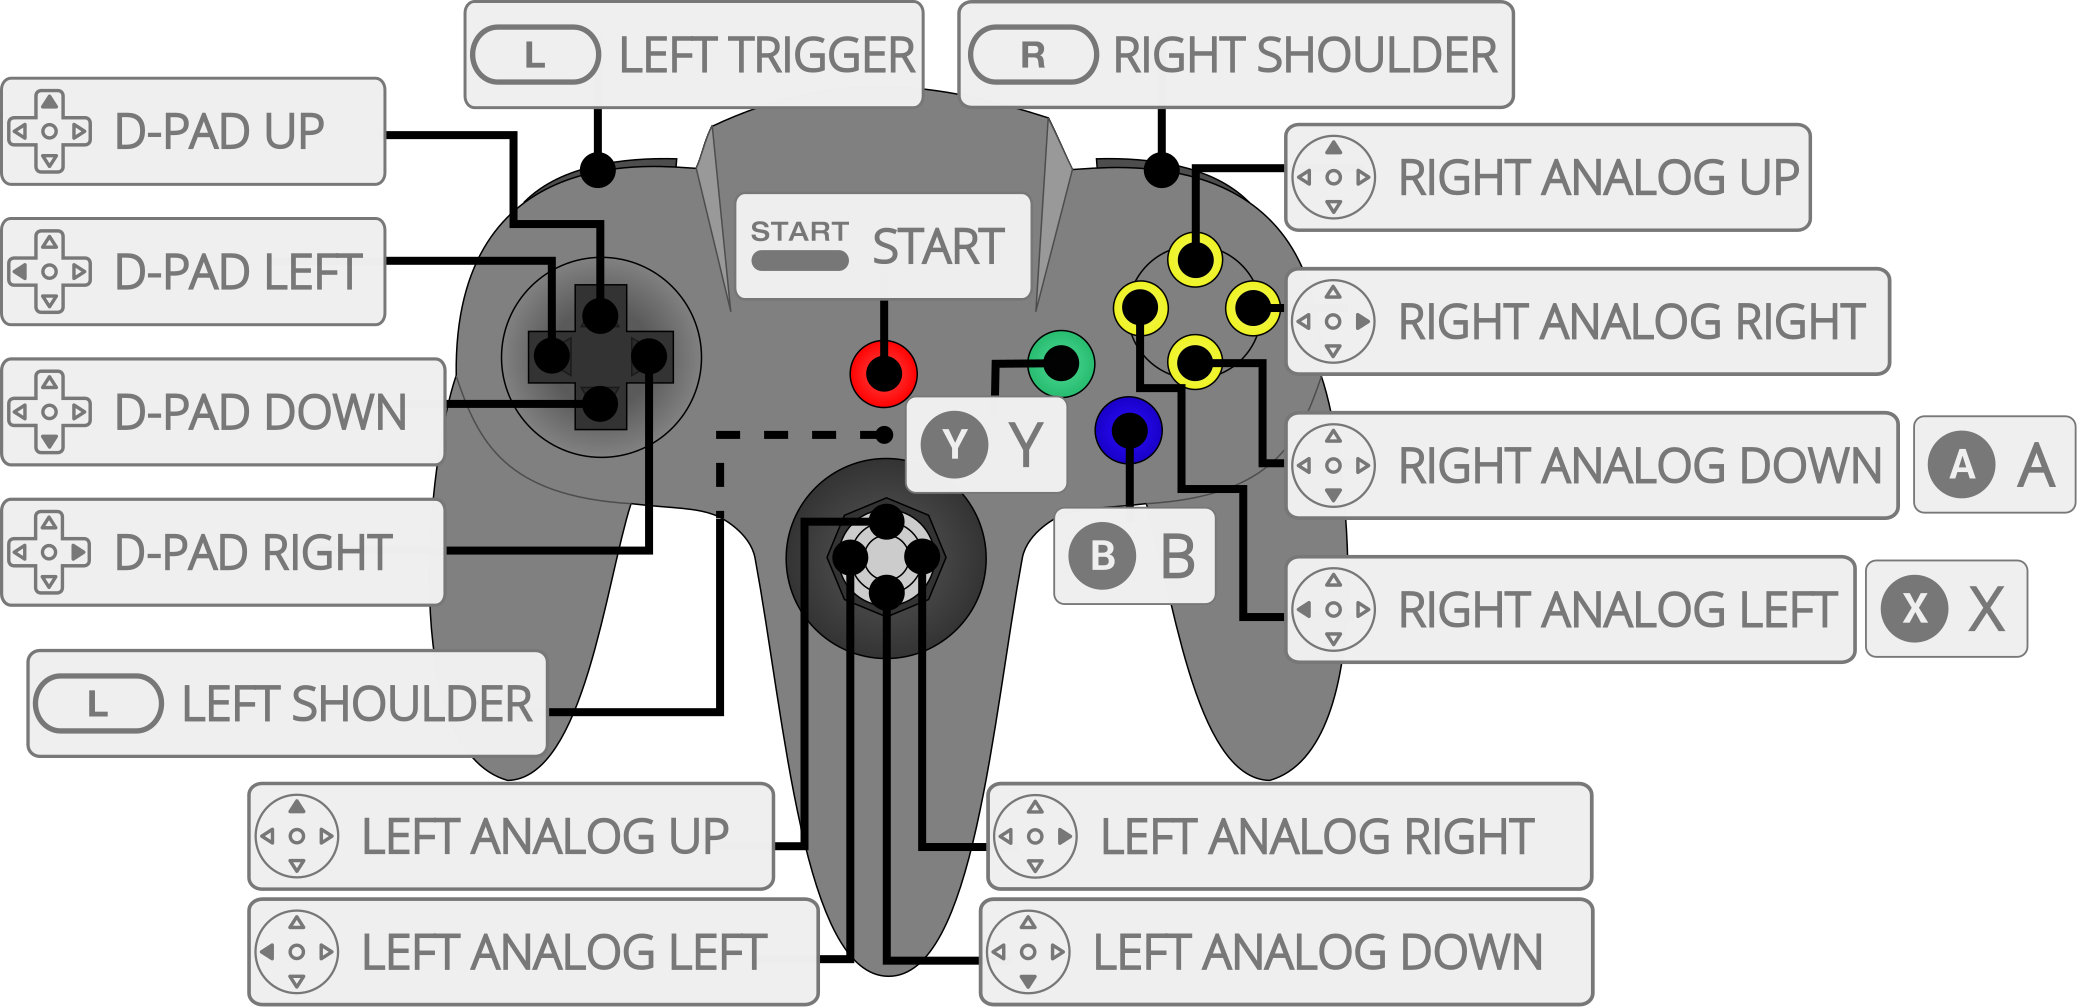 L LEFT TRIGGER
R RIGHT SHOULDER
D-PAD UP
RIGHT ANALOG UP
START START
D-PAD LEFT
RIGHT ANALOG RIGHT
D-PAD DOWN
Y Y
RIGHT ANALOG DOWN
A A
D-PAD RIGHT
B B
RIGHT ANALOG LEFT
X X
L LEFT SHOULDER
LEFT ANALOG UP
LEFT ANALOG RIGHT
LEFT ANALOG LEFT
LEFT ANALOG DOWN